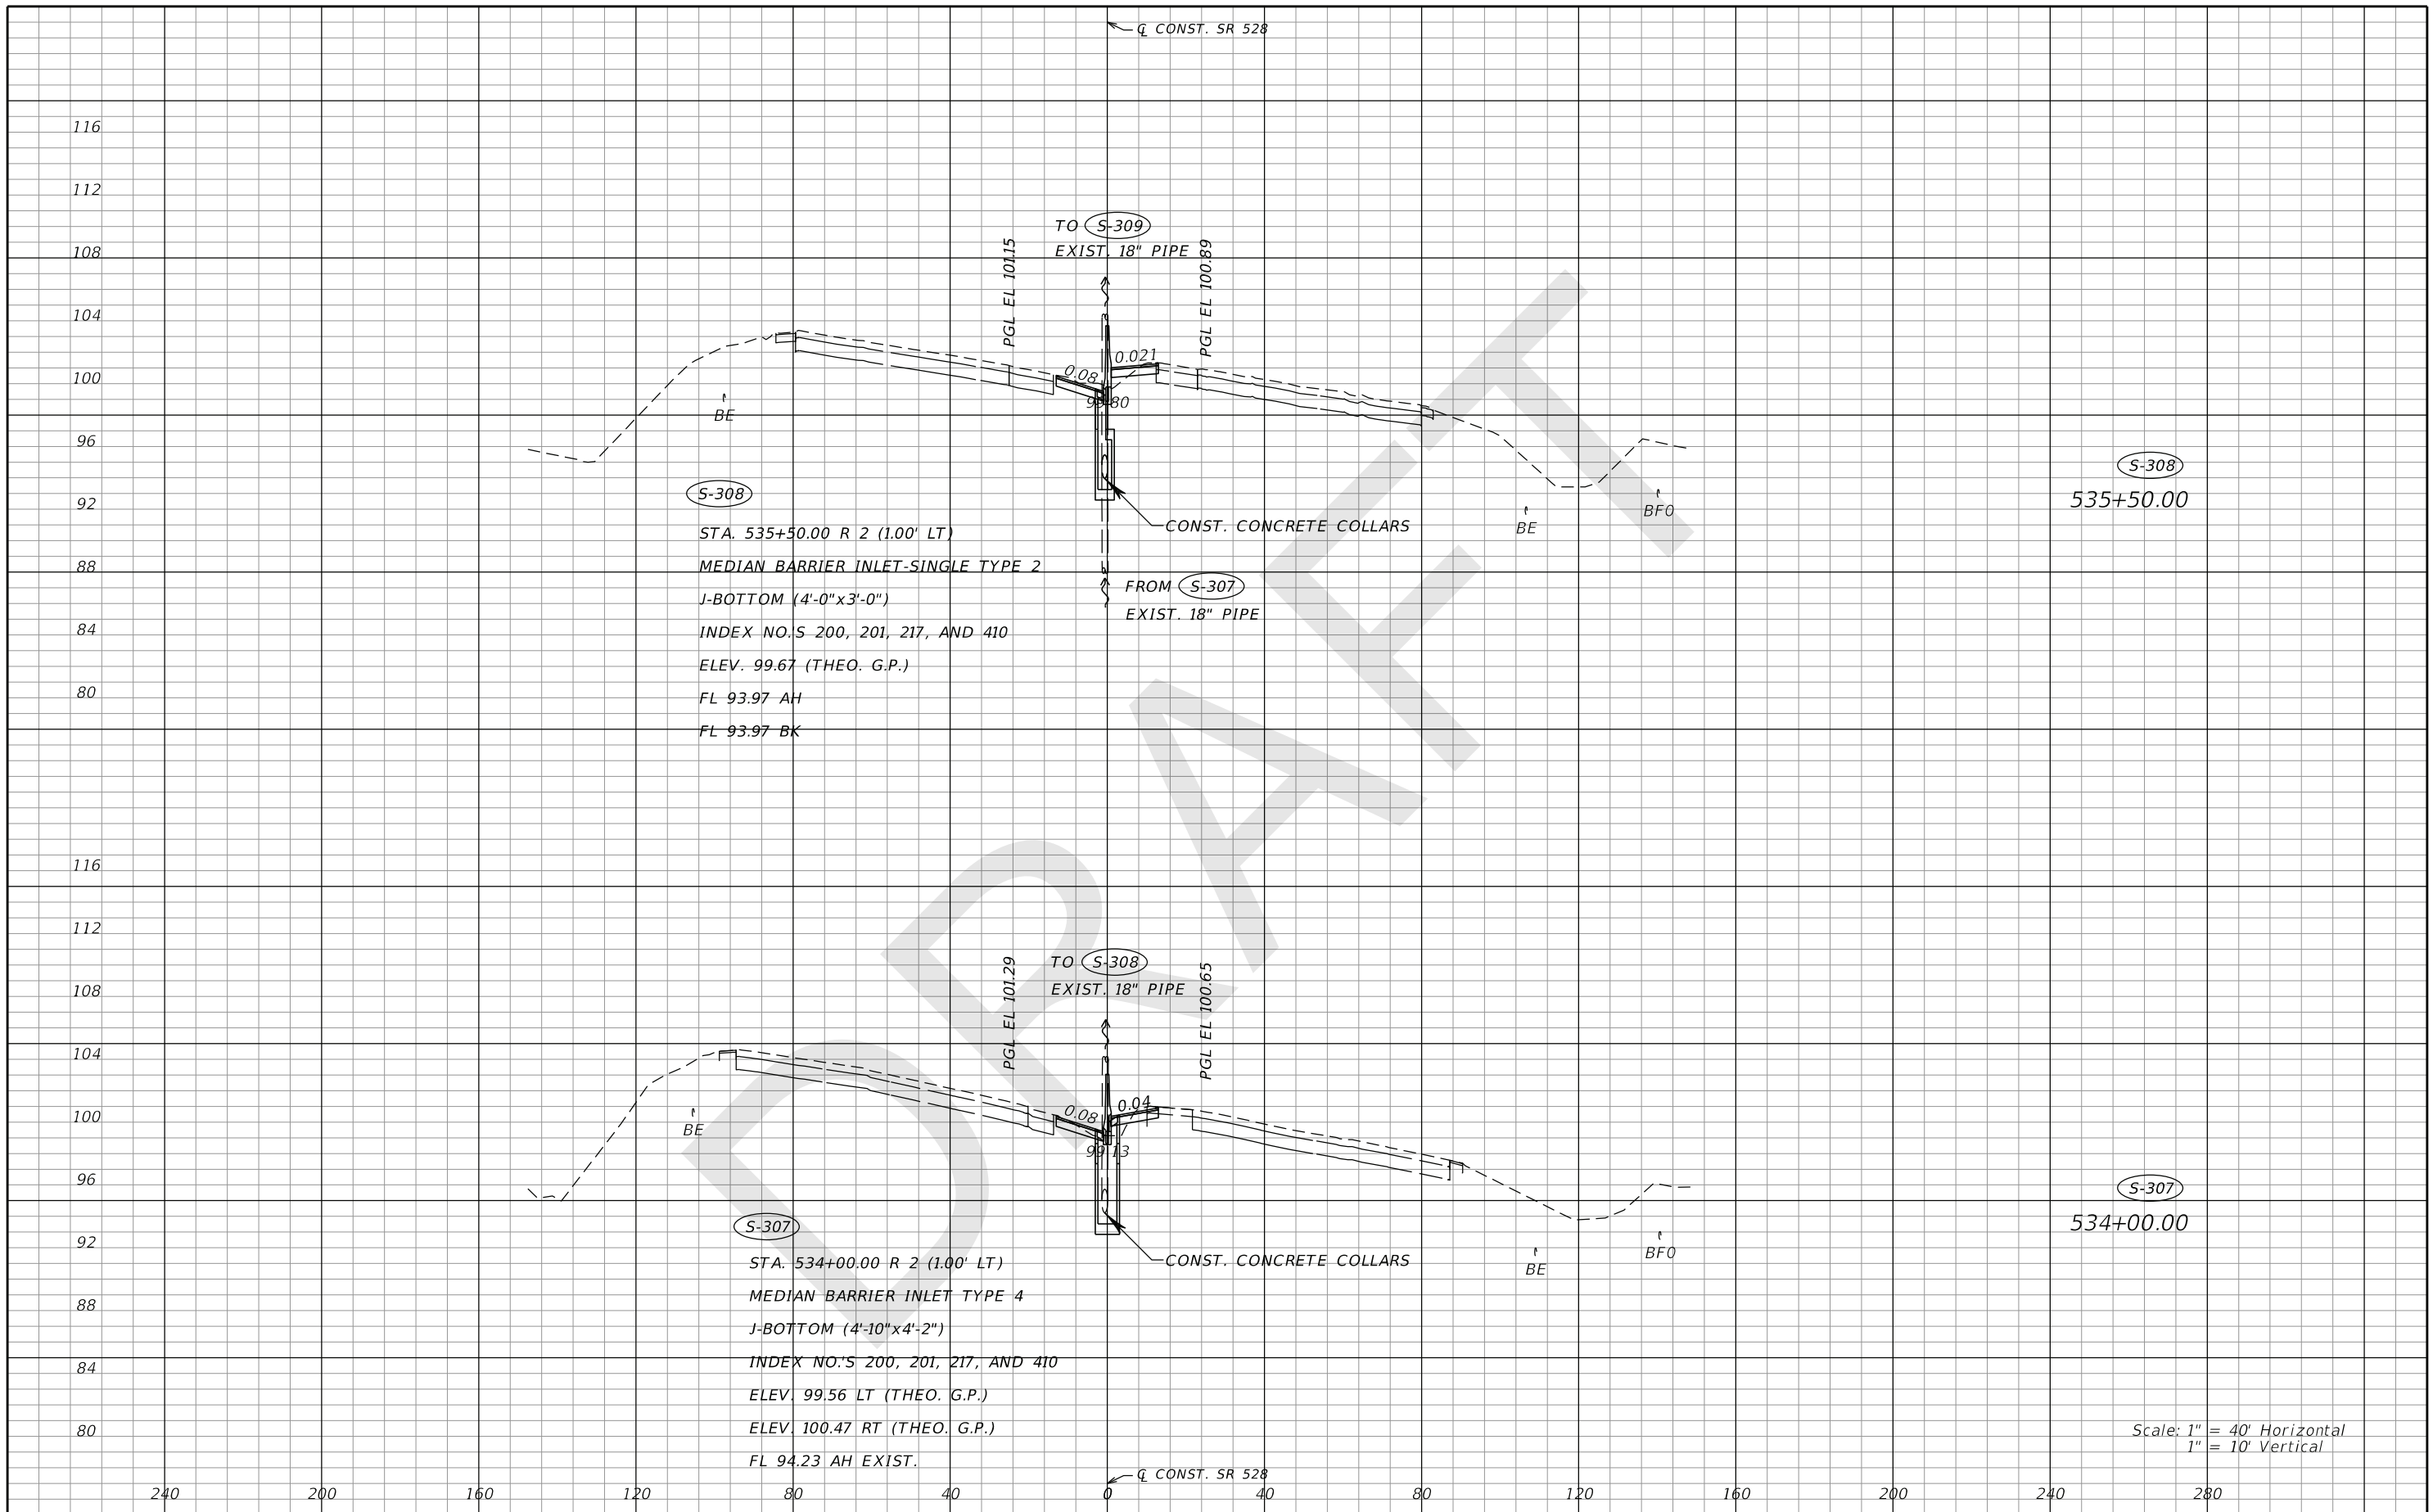 ℄ CONST. SR 528
116
112
108
104
100
96
92
88
84
80
TO S-309
EXIST. 18" PIPE
PGL EL 101.15
PGL EL 100.89
0.08
0.021
99.80
BE
S-308
STA. 535+50.00 R 2 (1.00' LT)
MEDIAN BARRIER INLET-SINGLE TYPE 2
J-BOTTOM (4'-0"x3'-0")
INDEX NO.'S 200, 201, 217, AND 410
ELEV. 99.67 (THEO. G.P.)
FL 93.97 AH
FL 93.97 BK
CONST. CONCRETE COLLARS
FROM S-307
EXIST. 18" PIPE
BE
BF0
S-308
535+50.00
DRAFT
116
112
108
104
100
96
92
88
84
80
TO S-308
EXIST. 18" PIPE
PGL EL 101.29
PGL EL 100.65
0.08
0.04
99.13
BE
S-307
STA. 534+00.00 R 2 (1.00' LT)
MEDIAN BARRIER INLET TYPE 4
J-BOTTOM (4'-10"x4'-2")
INDEX NO.'S 200, 201, 217, AND 410
ELEV. 99.56 LT (THEO. G.P.)
ELEV. 100.47 RT (THEO. G.P.)
FL 94.23 AH EXIST.
CONST. CONCRETE COLLARS
BE
BF0
S-307
534+00.00
Scale: 1" = 40' Horizontal
1" = 10' Vertical
℄ CONST. SR 528
240 200 160 120 80 40 0 40 80 120 160 200 240 280